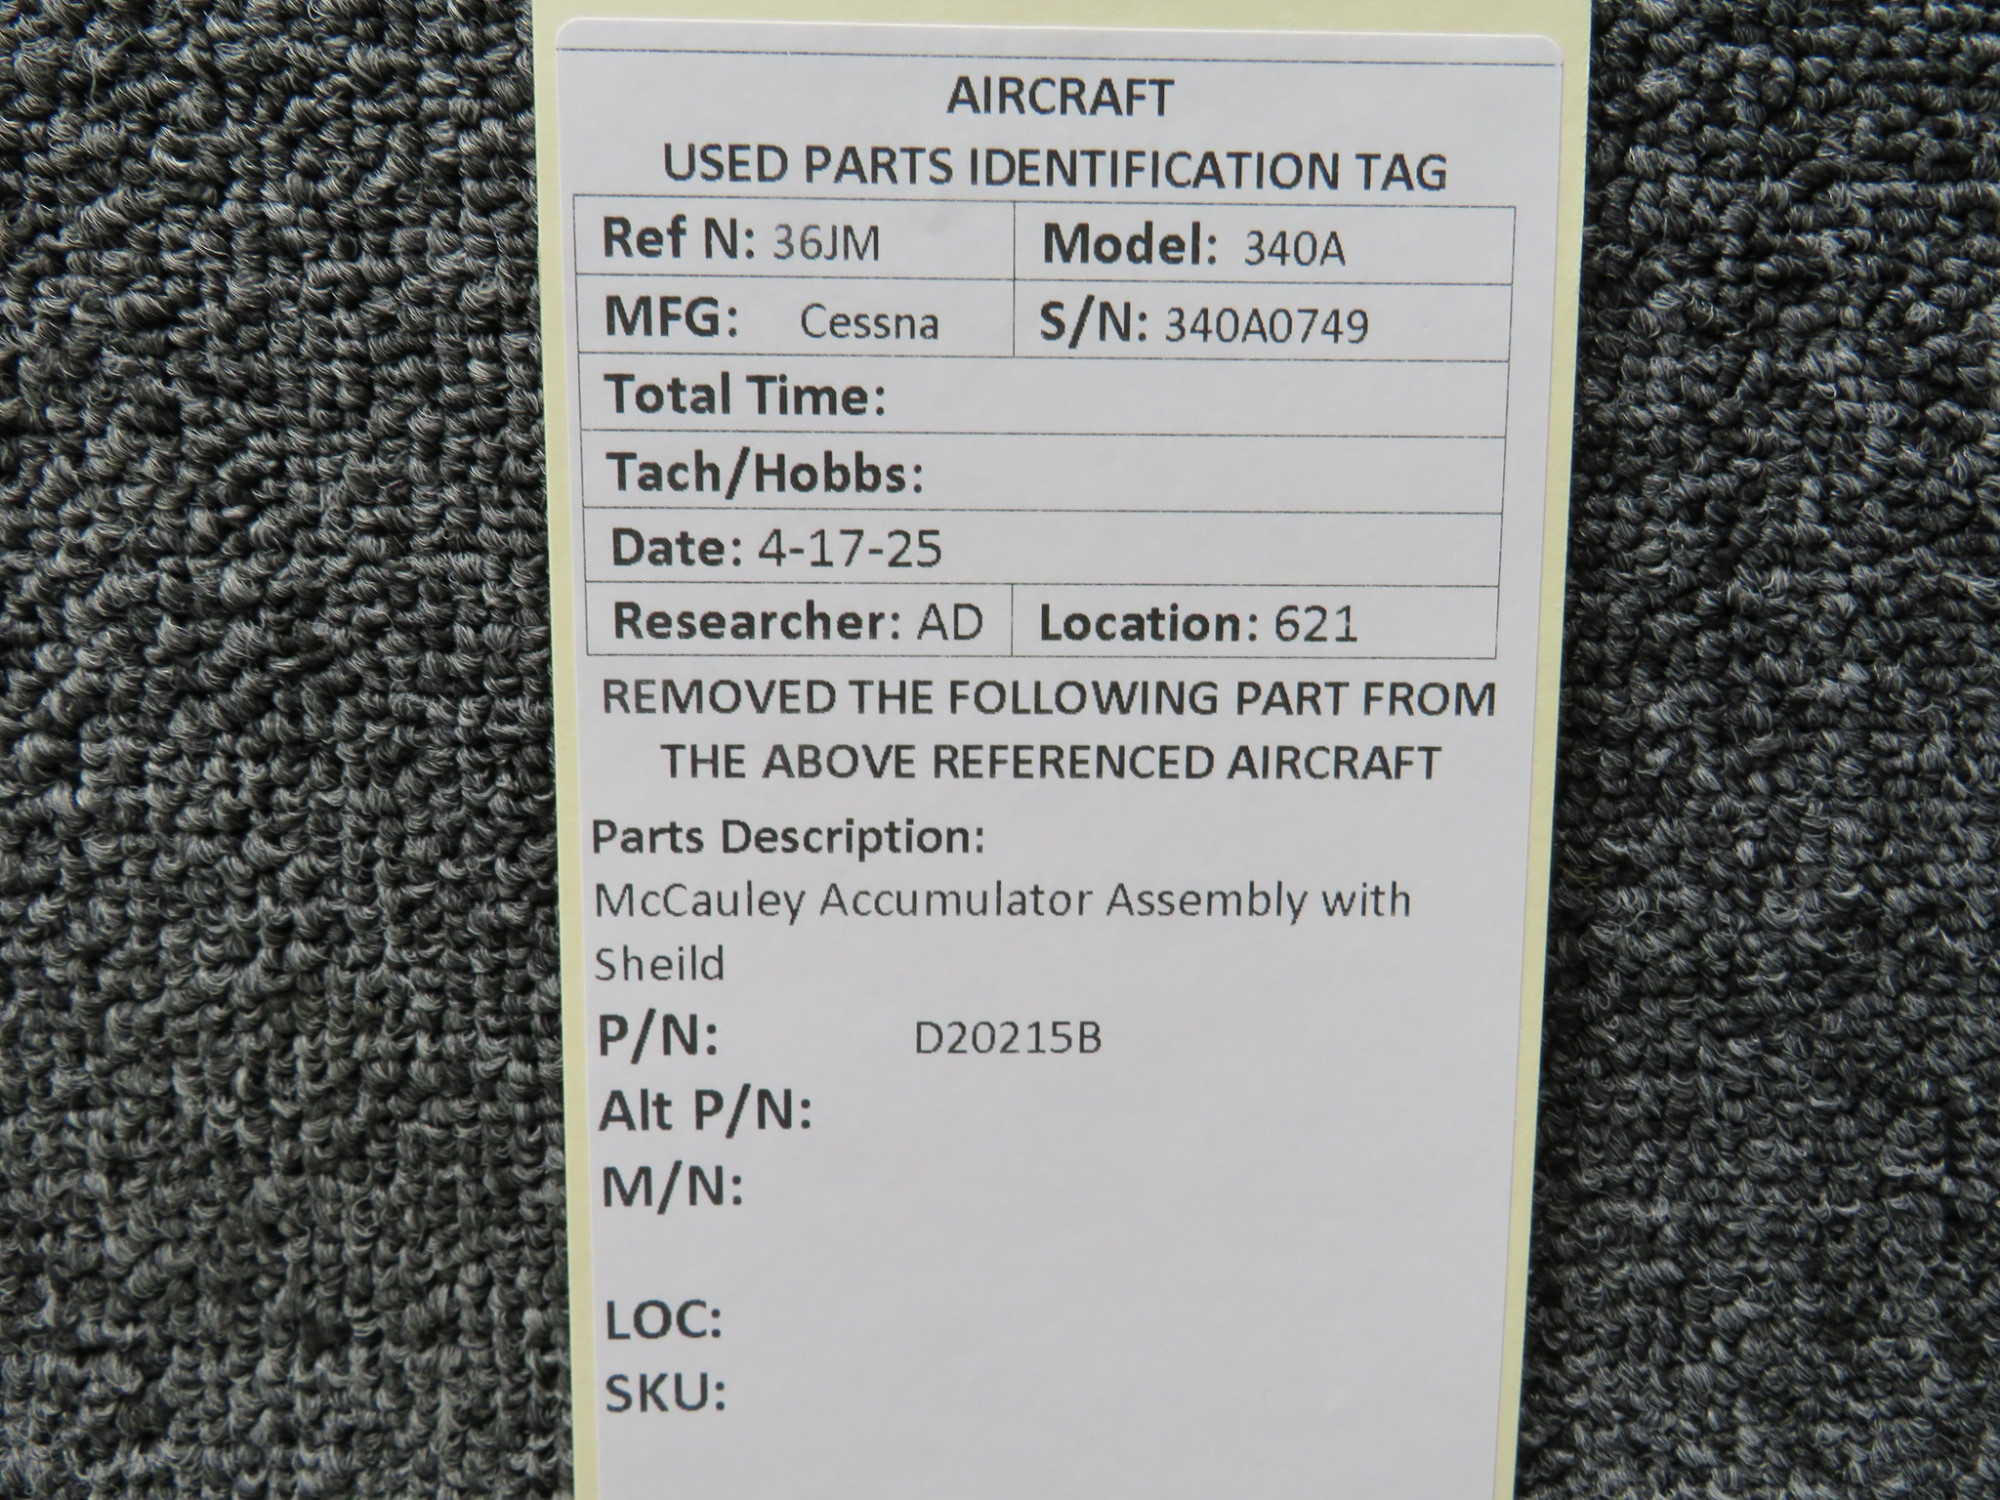 AIRCRAFT
USED PARTS IDENTIFICATION TAG
Ref N: 36JM Model: 340A
MFG: Cessna S/N: 340A0749
Total Time:
Tach/Hobbs:
Date: 4-17-25
Researcher: AD Location: 621
REMOVED THE FOLLOWING PART FROM
THE ABOVE REFERENCED AIRCRAFT
Parts Description:
McCauley Accumulator Assembly with
Sheild
P/N: D20215B
Alt P/N:
M/N:
LOC:
SKU: